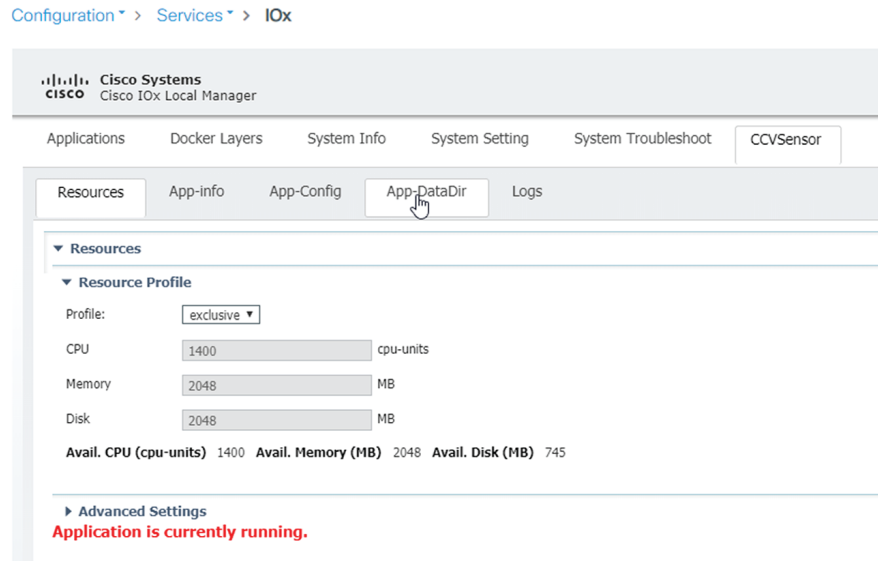 Configuration > Services > IOx
Cisco Systems
CISCO Cisco IOx Local Manager
Applications Docker Layers System Info System Setting System Troubleshoot CCVSensor
Resources App-info App-Config App-DataDir Logs
Resources
Resource Profile
Profile: exclusive
CPU 1400 cpu-units
Memory 2048 MB
Disk 2048 MB
Avail. CPU (cpu-units) 1400 Avail. Memory (MB) 2048 Avail. Disk (MB) 745
Advanced Settings
Application is currently running.